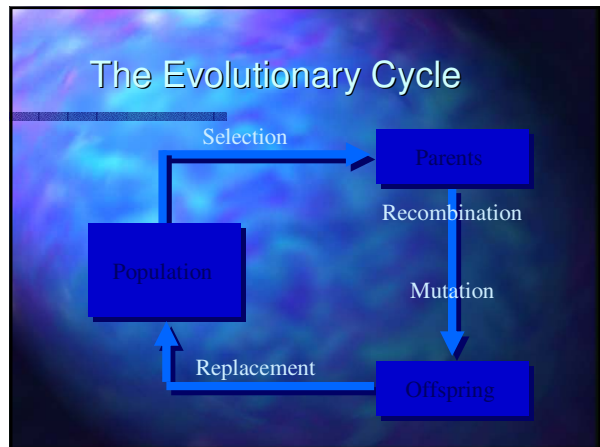 The Evolutionary Cycle
Selection
Parents
Recombination
Population
Mutation
Replacement
Offspring